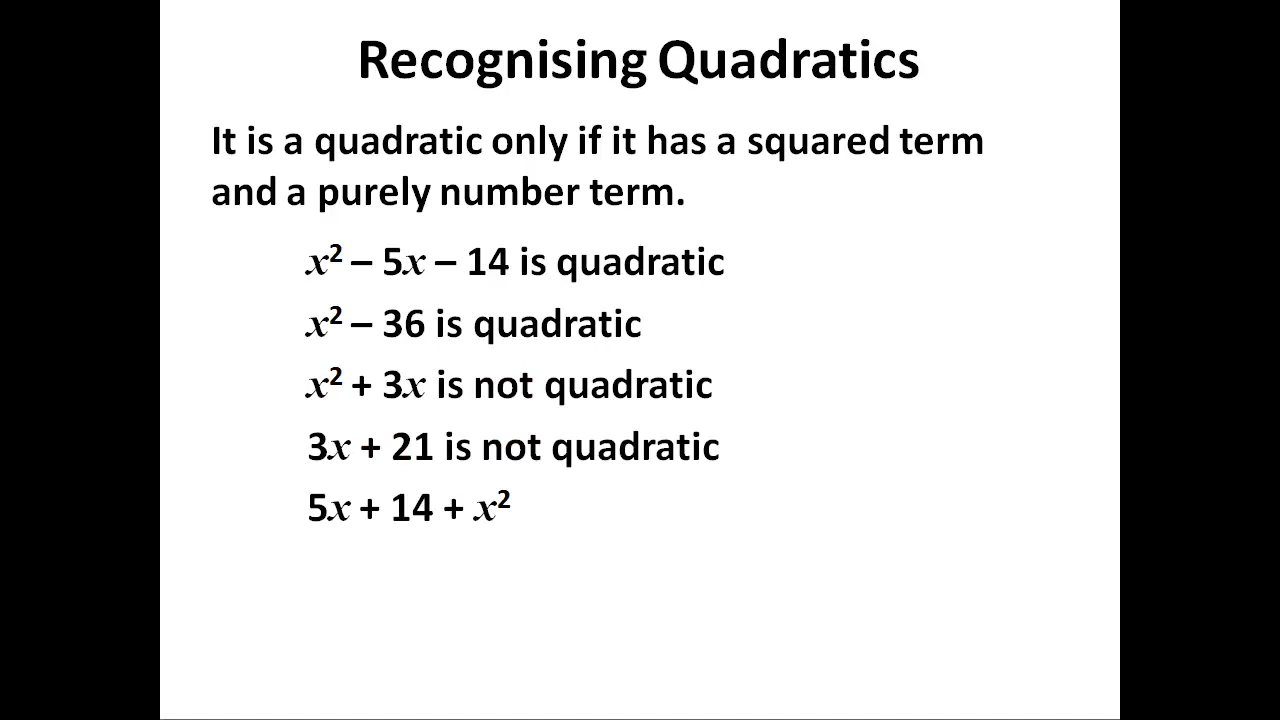 Recognising Quadratics
It is a quadratic only if it has a squared term
and a purely number term.
x² – 5x – 14 is quadratic
x² – 36 is quadratic
x² + 3x is not quadratic
3x + 21 is not quadratic
5x + 14 + x²